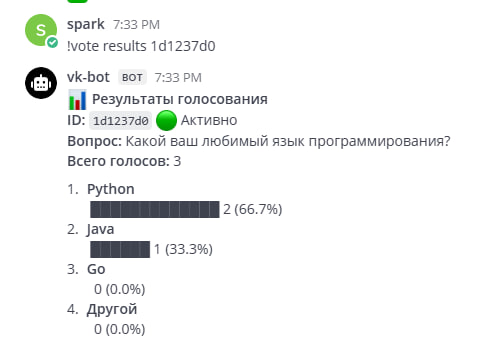 spark 7:33 PM
!vote results 1d1237d0
vk-bot BOT 7:33 PM
Результаты голосования
ID: 1d1237d0 Активно
Вопрос: Какой ваш любимый язык программирования?
Всего голосов: 3
1. Python
2 (66.7%)
2. Java
1 (33.3%)
3. Go
0 (0.0%)
4. Другой
0 (0.0%)